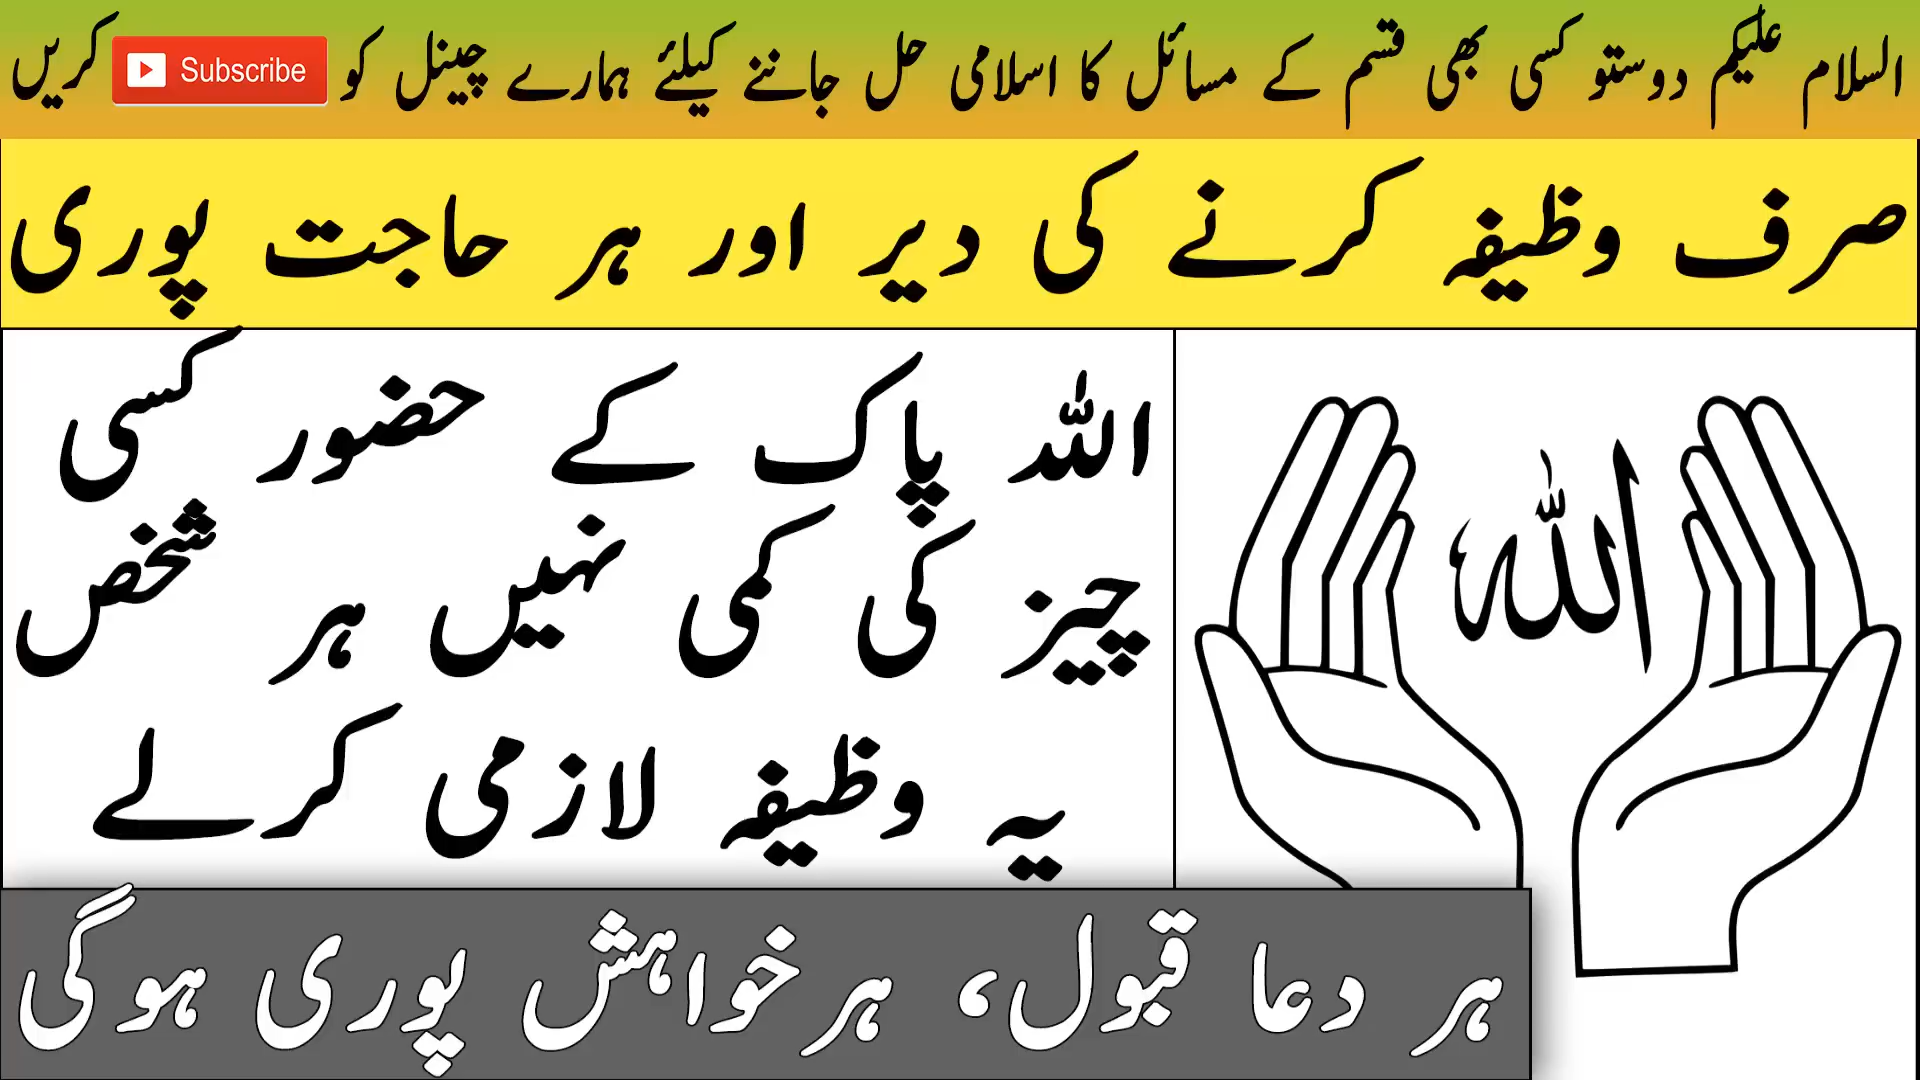 السلام علیکم دوستو کسی بھی قسم کے مسائل کا اسلامی حل جاننے کیلئے ہمارے چینل کو Subscribe کریں
صرف وظیفہ کرنے کی دیر اور ہر حاجت پوری
اللہ پاک کے حضور کسی
چیز کی کمی نہیں ہر شخص
یہ وظیفہ لازمی کرلے
اللہ
ہر دعا قبول، ہرخواہش پوری ہوگی